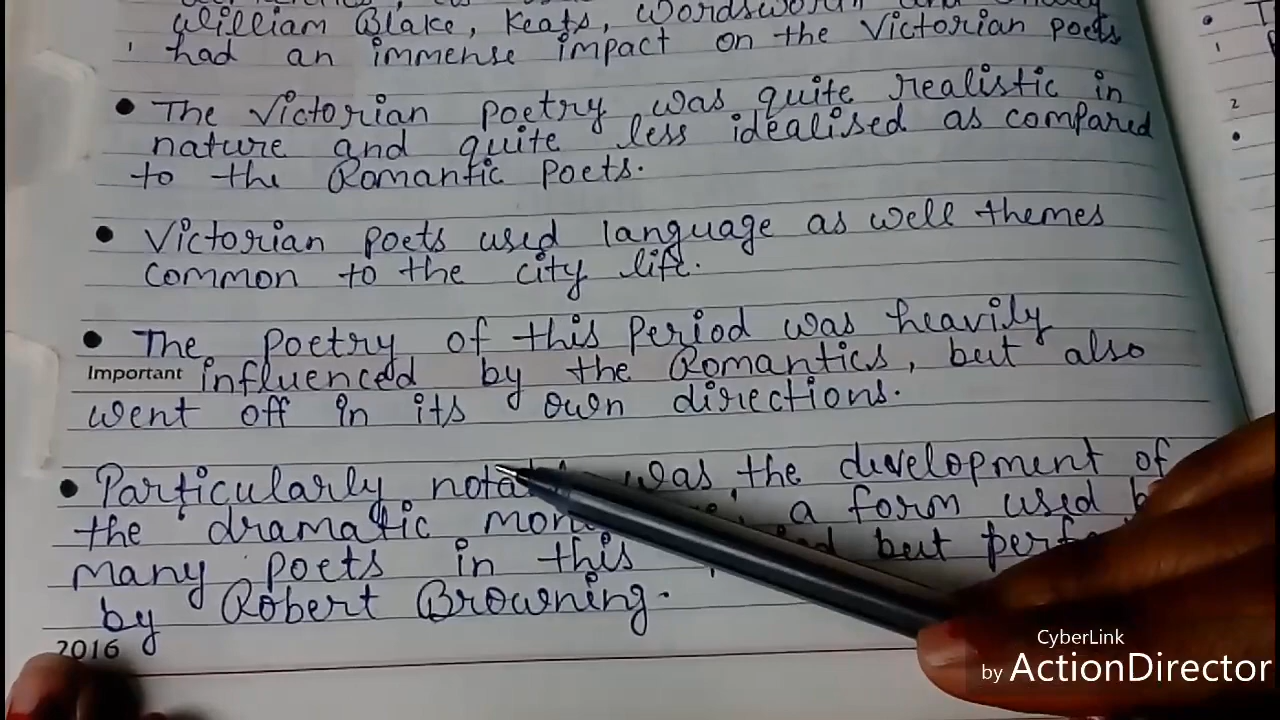 William Blake, Keats, Wordsworth
had an immense impact on the Victorian poets
• The Victorian poetry was quite realistic in
nature and quite less idealised as compared
to the Romantic poets.
• Victorian poets used language as well themes
common to the city life.
• The poetry of this Period was heavily
Important influenced by the Romantics, but also
went off in its own directions.
• Particularly was the development of
the 'dramatic a form used
many poets in this but
by Robert Browning.
2016
CyberLink
by ActionDirector